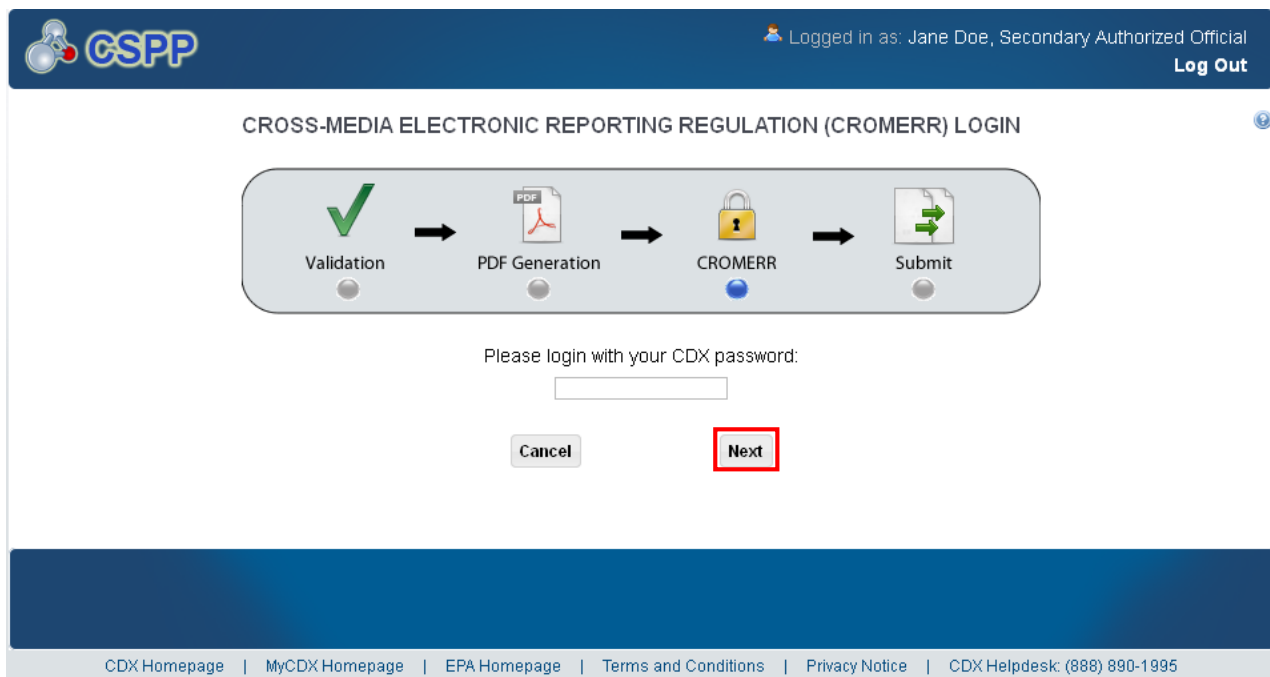 CSPP
Logged in as: Jane Doe, Secondary Authorized Official
Log Out
CROSS-MEDIA ELECTRONIC REPORTING REGULATION (CROMERR) LOGIN
?
PDF
Validation
PDF Generation
CROMERR
Submit
Please login with your CDX password:
Cancel
Next
CDX Homepage | MyCDX Homepage | EPA Homepage | Terms and Conditions | Privacy Notice | CDX Helpdesk: (888) 890-1995